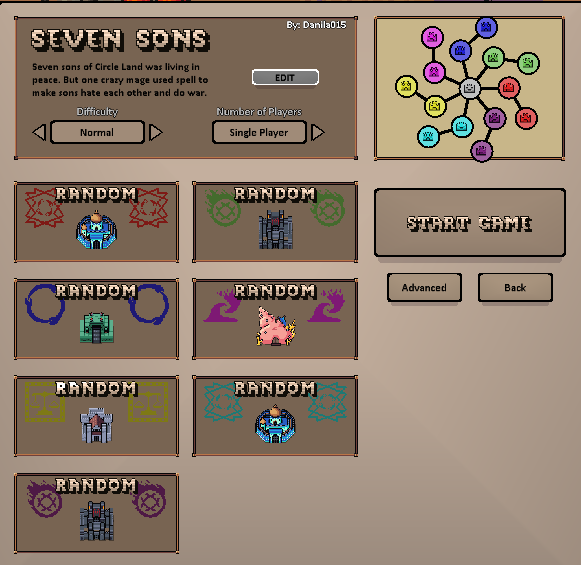 By: Danila015
SEVEN SONS
Seven sons of Circle Land was living in
peace. But one crazy mage used spell to
make sons hate each other and do war.
EDIT
Difficulty
Number of Players
Normal
Single Player
RANDOM
RANDOM
START GAME
Advanced
Back
RANDOM
RANDOM
RANDOM
RANDOM
RANDOM